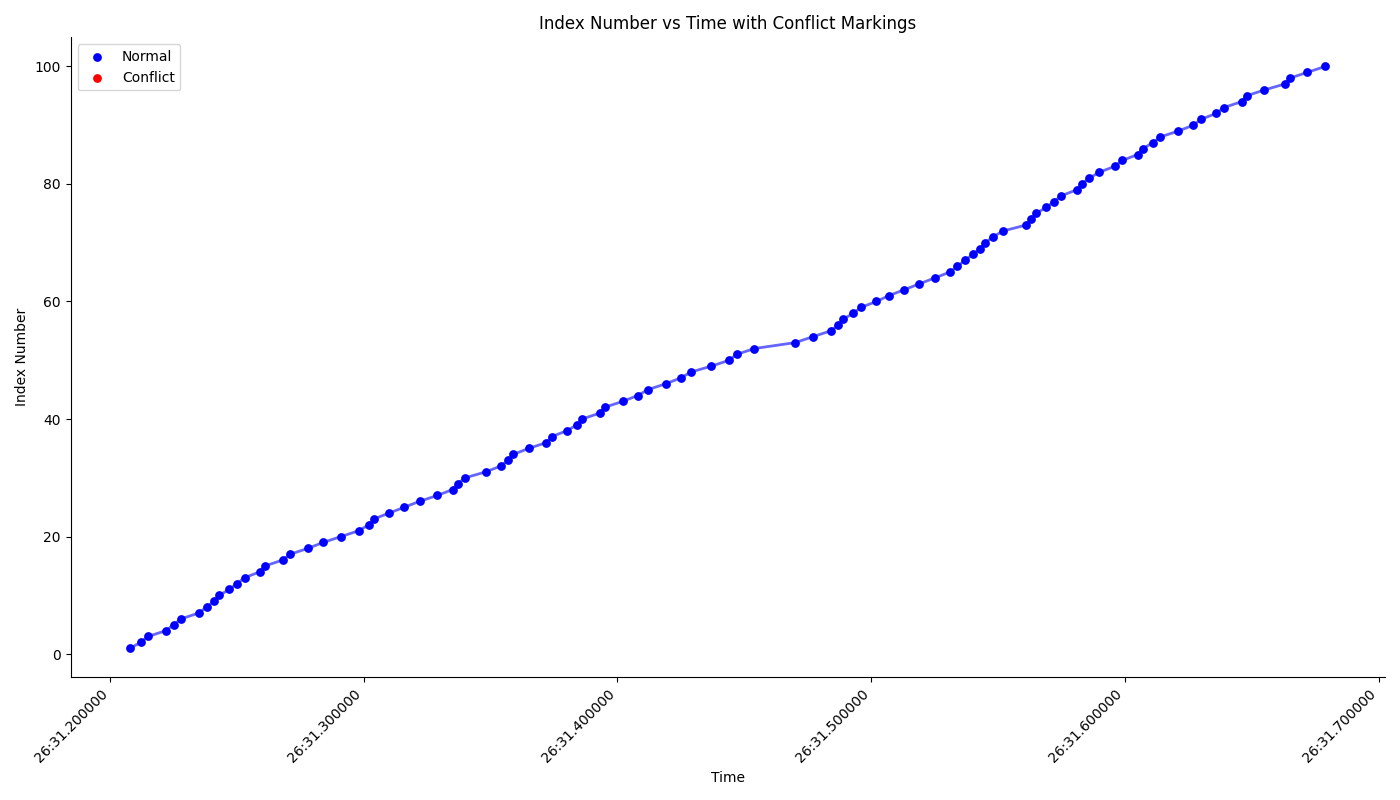 Index Number vs Time with Conflict Markings
Normal
Conflict
100
80
60
40
20
0
Index Number
26:31.200000
26:31.300000
26:31.400000
26:31.500000
26:31.600000
26:31.700000
Time